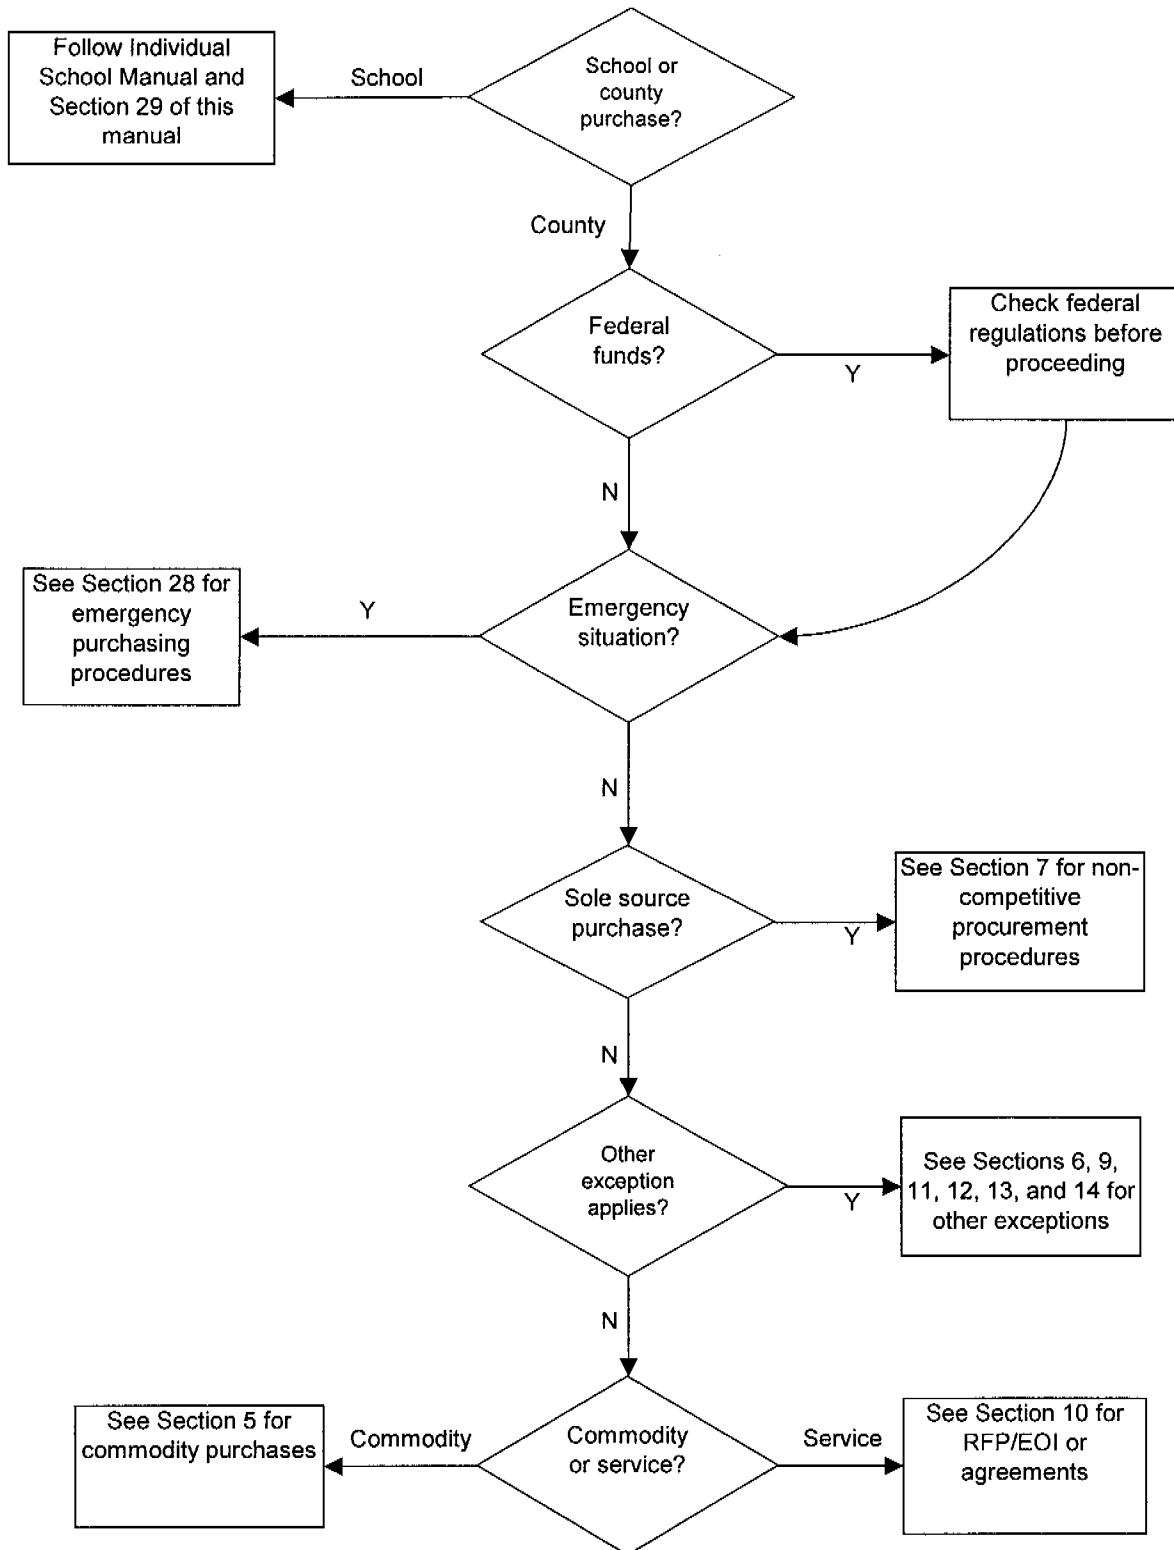 School or
county
purchase?
School
Follow Individual
School Manual and
Section 29 of this
manual
County
Federal
funds?
Y
Check federal
regulations before
proceeding
N
Emergency
situation?
Y
See Section 28 for
emergency
purchasing
procedures
N
Sole source
purchase?
Y
See Section 7 for non-
competitive
procurement
procedures
N
Other
exception
applies?
Y
See Sections 6, 9,
11, 12, 13, and 14 for
other exceptions
N
Commodity
or service?
Commodity
See Section 5 for
commodity purchases
Service
See Section 10 for
RFP/EOI or
agreements